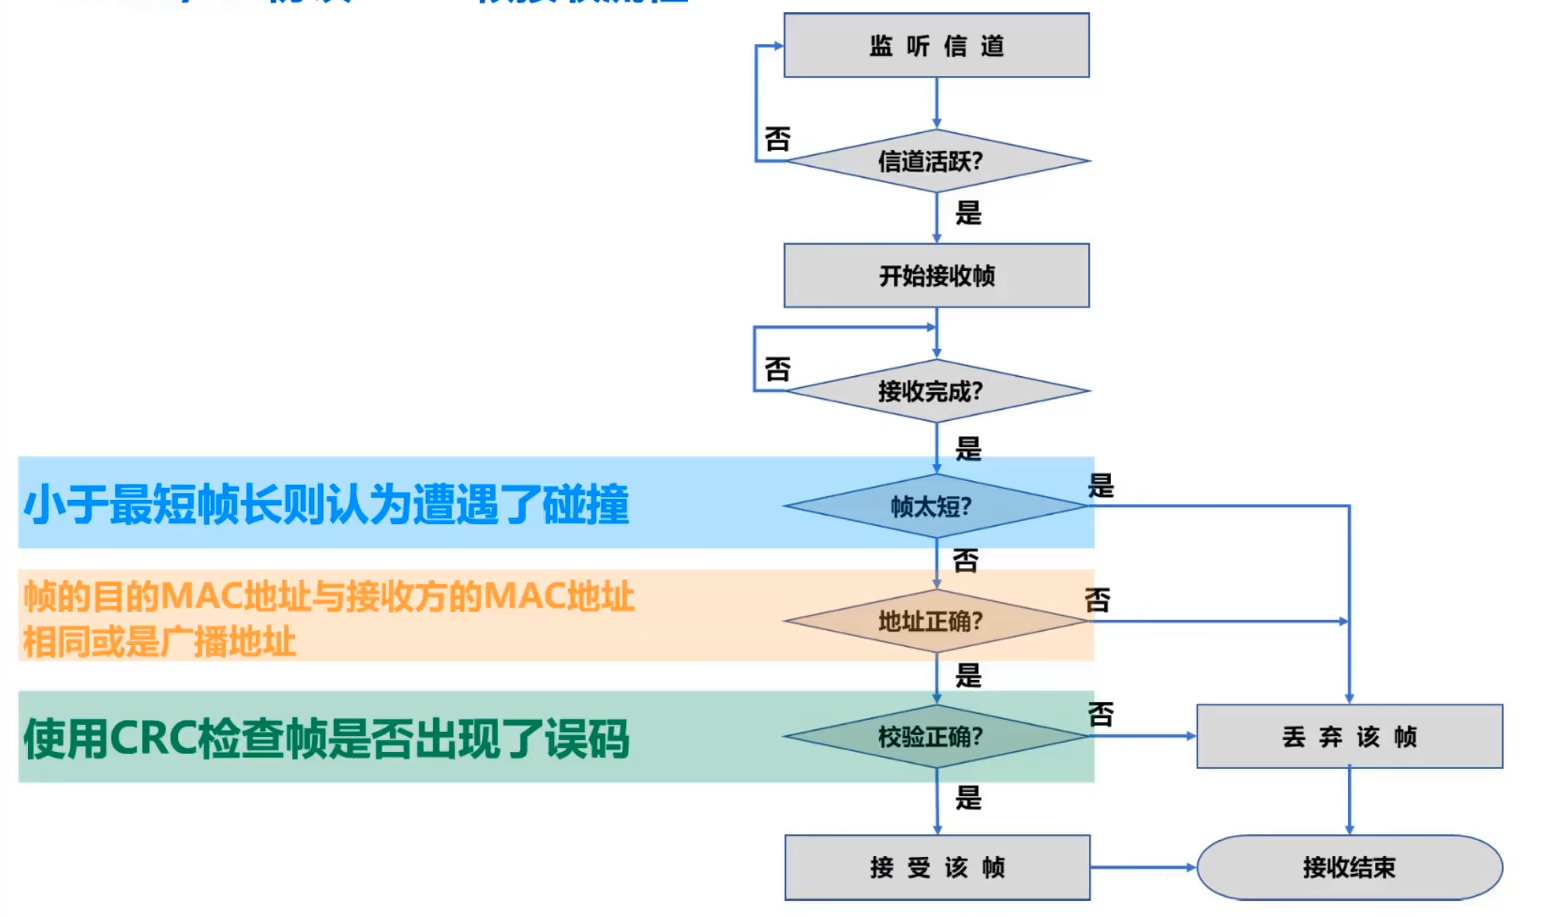 监 听 信 道
否
信道活跃?
是
开始接收帧
否
接收完成?
是
小于最短帧长则认为遭遇了碰撞
帧太短?
是
否
帧的目的MAC地址与接收方的MAC地址
相同或是广播地址
地址正确?
否
是
使用CRC检查帧是否出现了误码
校验正确?
否
丢 弃 该 帧
是
接 受 该 帧
接收结束